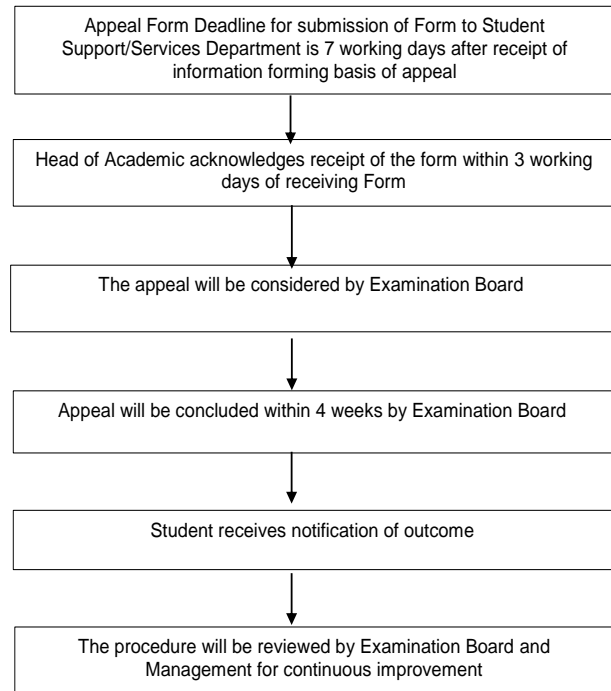 Appeal Form Deadline for submission of Form to Student
Support/Services Department is 7 working days after receipt of
information forming basis of appeal
Head of Academic acknowledges receipt of the form within 3 working
days of receiving Form
The appeal will be considered by Examination Board
Appeal will be concluded within 4 weeks by Examination Board
Student receives notification of outcome
The procedure will be reviewed by Examination Board and
Management for continuous improvement